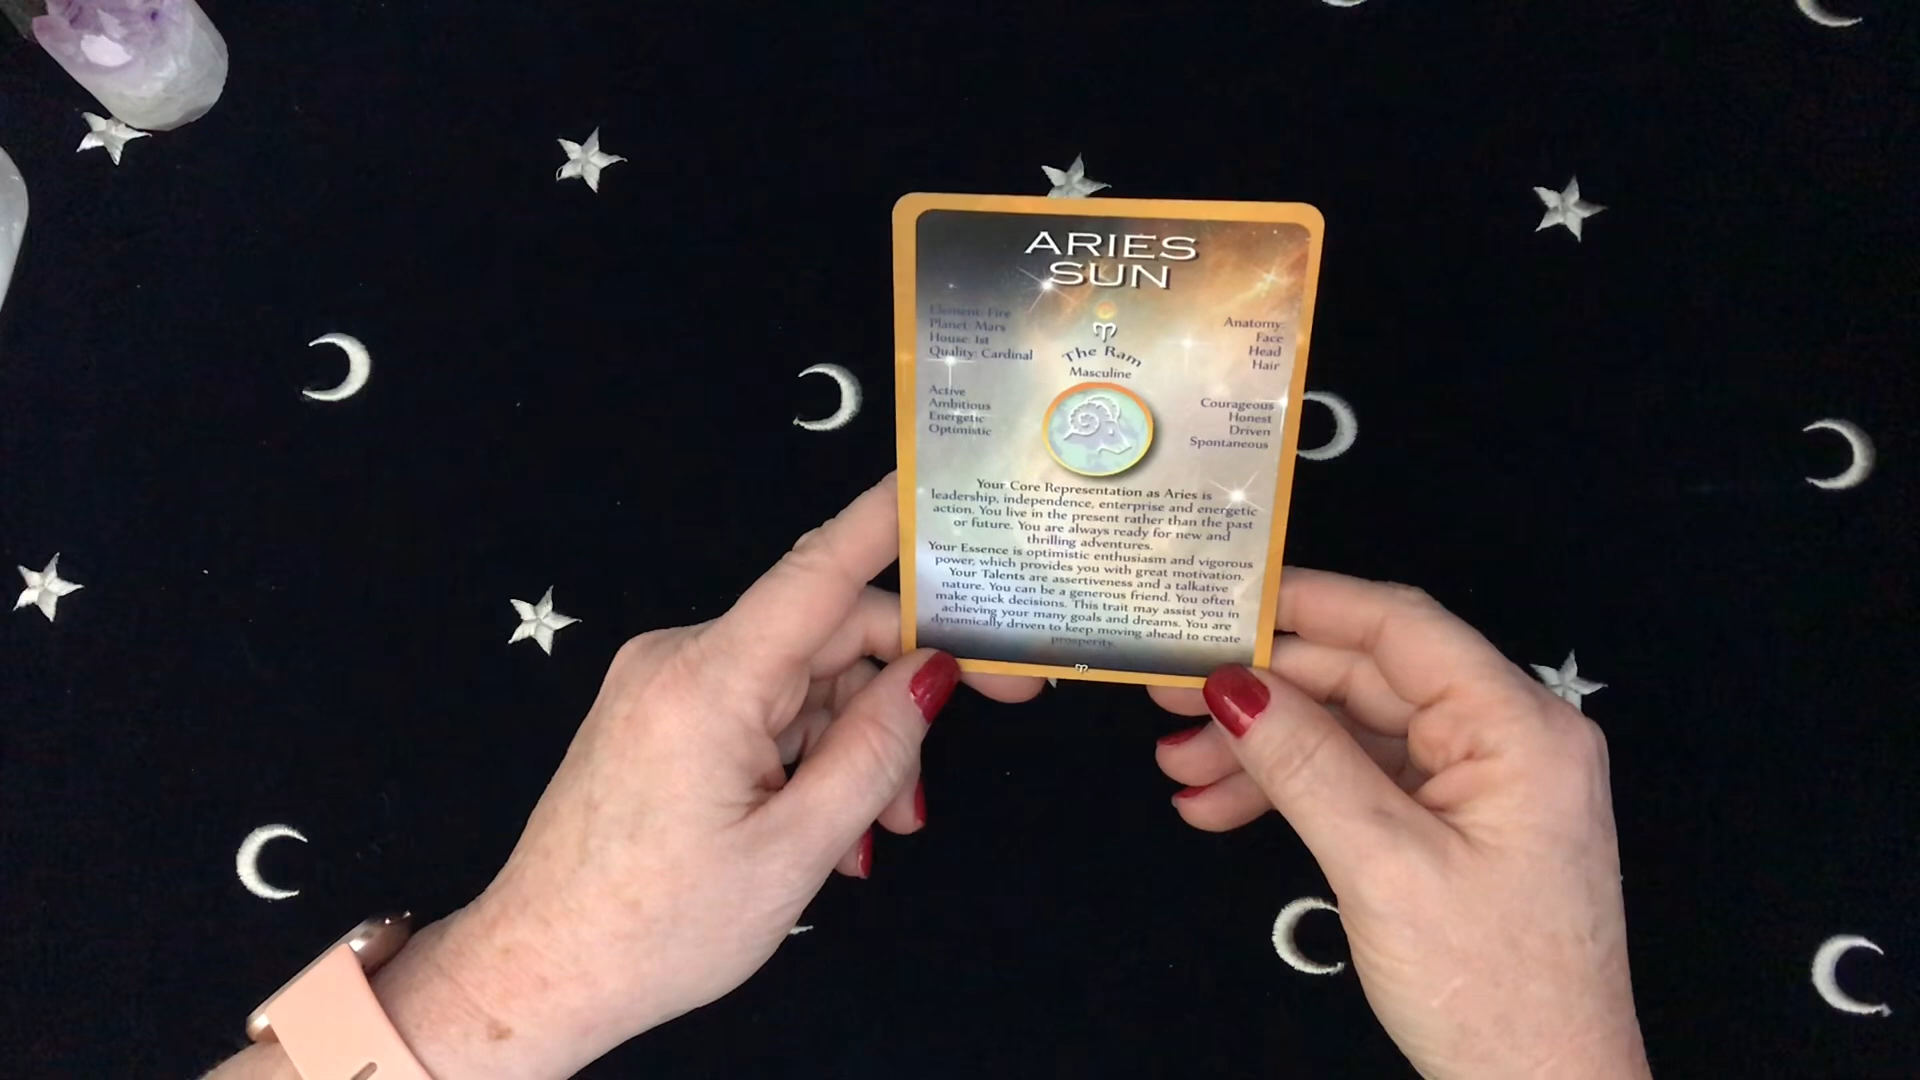 ARIES
SUN
Element: Fire
Planet: Mars
House: 1st
Quality: Cardinal
Active
Ambitious
Energetic
Optimistic
The Ram
Masculine
Anatomy:
Face
Head
Hair
Courageous
Honest
Driven
Spontaneous
Your Core Representation as Aries is
leadership, independence, enterprise and energetic
action. You live in the present rather than the past
or future. You are always ready for new and
thrilling adventures.
Your Essence is optimistic enthusiasm and vigorous
power, which provides you with great motivation.
Your Talents are assertiveness and a talkative
nature. You can be a generous friend. You often
make quick decisions. This trait may assist you in
achieving your many goals and dreams. You are
dynamically driven to keep moving ahead to create
prosperity.